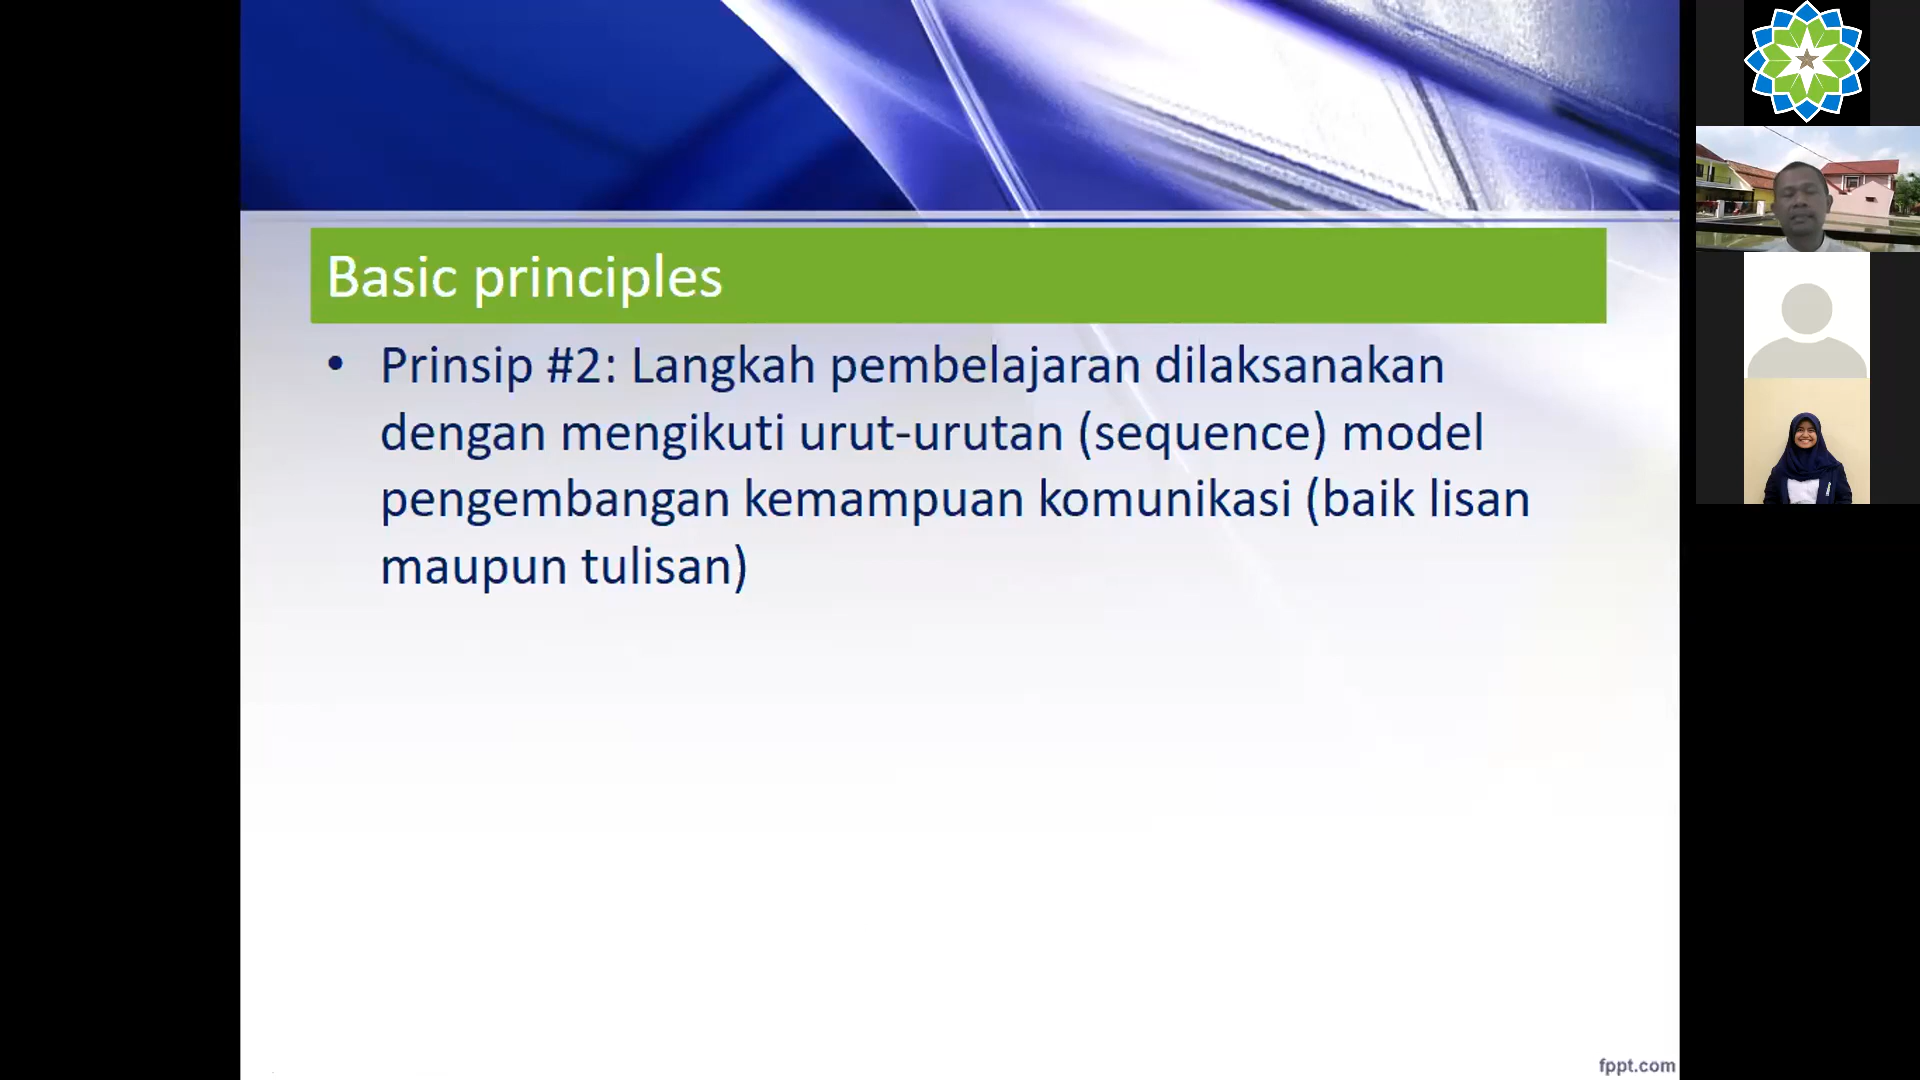 Basic principles
• Prinsip #2: Langkah pembelajaran dilaksanakan
dengan mengikuti urut-urutan (sequence) model
pengembangan kemampuan komunikasi (baik lisan
maupun tulisan)
fppt.com